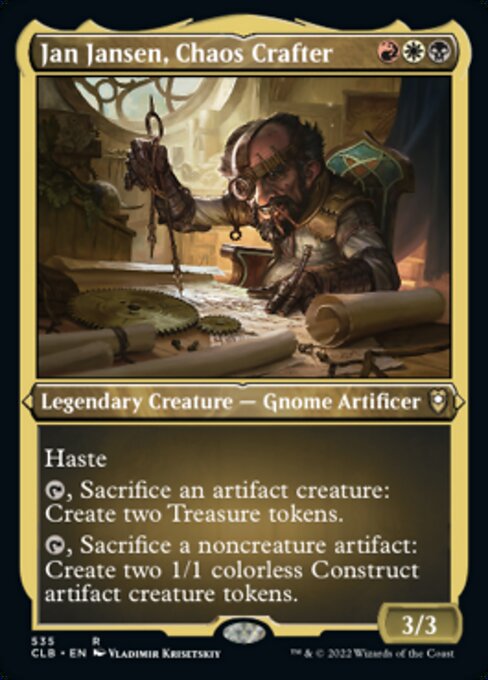 Jan Jansen, Chaos Crafter
Legendary Creature — Gnome Artificer
Haste
, Sacrifice an artifact creature:
Create two Treasure tokens.
, Sacrifice a noncreature artifact:
Create two 1/1 colorless Construct
artifact creature tokens.
3/3
535 R
CLB • EN Vladimir Krisetskiy
™ & © 2022 Wizards of the Coast